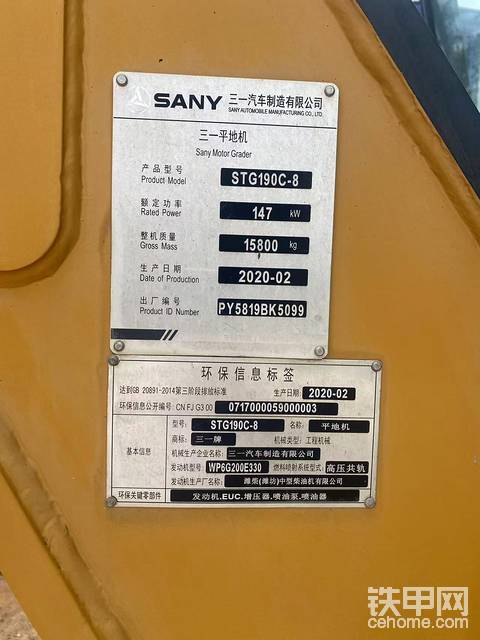 SANY 三一汽车制造有限公司
SANY AUTOMOBILE MANUFACTURING CO., LTD.
三一平地机
Sany Motor Grader
产品型号 STG190C-8
Product Model
额定功率 147 kW
Rated Power
整机质量 15800 kg
Gross Mass
生产日期 2020-02
Date of Production
出厂编号 PY5819BK5099
Product ID Number
环保信息标签
达到GB 20891-2014第三阶段排放标准 生产日期: 2020-02
环保信息公开编号: CN FJ G3 00 0717000059000003
基本信息
型号: STG190C-8 名称: 平地机
商标: 三一牌 机械类型: 工程机械
机械生产企业名称: 三一汽车制造有限公司
发动机型号: WP6G200E330 燃料喷射系统型式: 高压共轨
发动机生产厂名称: 潍柴(潍坊)中型柴油机有限公司
环保关键零部件 发动机.EUC.增压器.喷油泵.喷油器
铁甲网
cehome.com